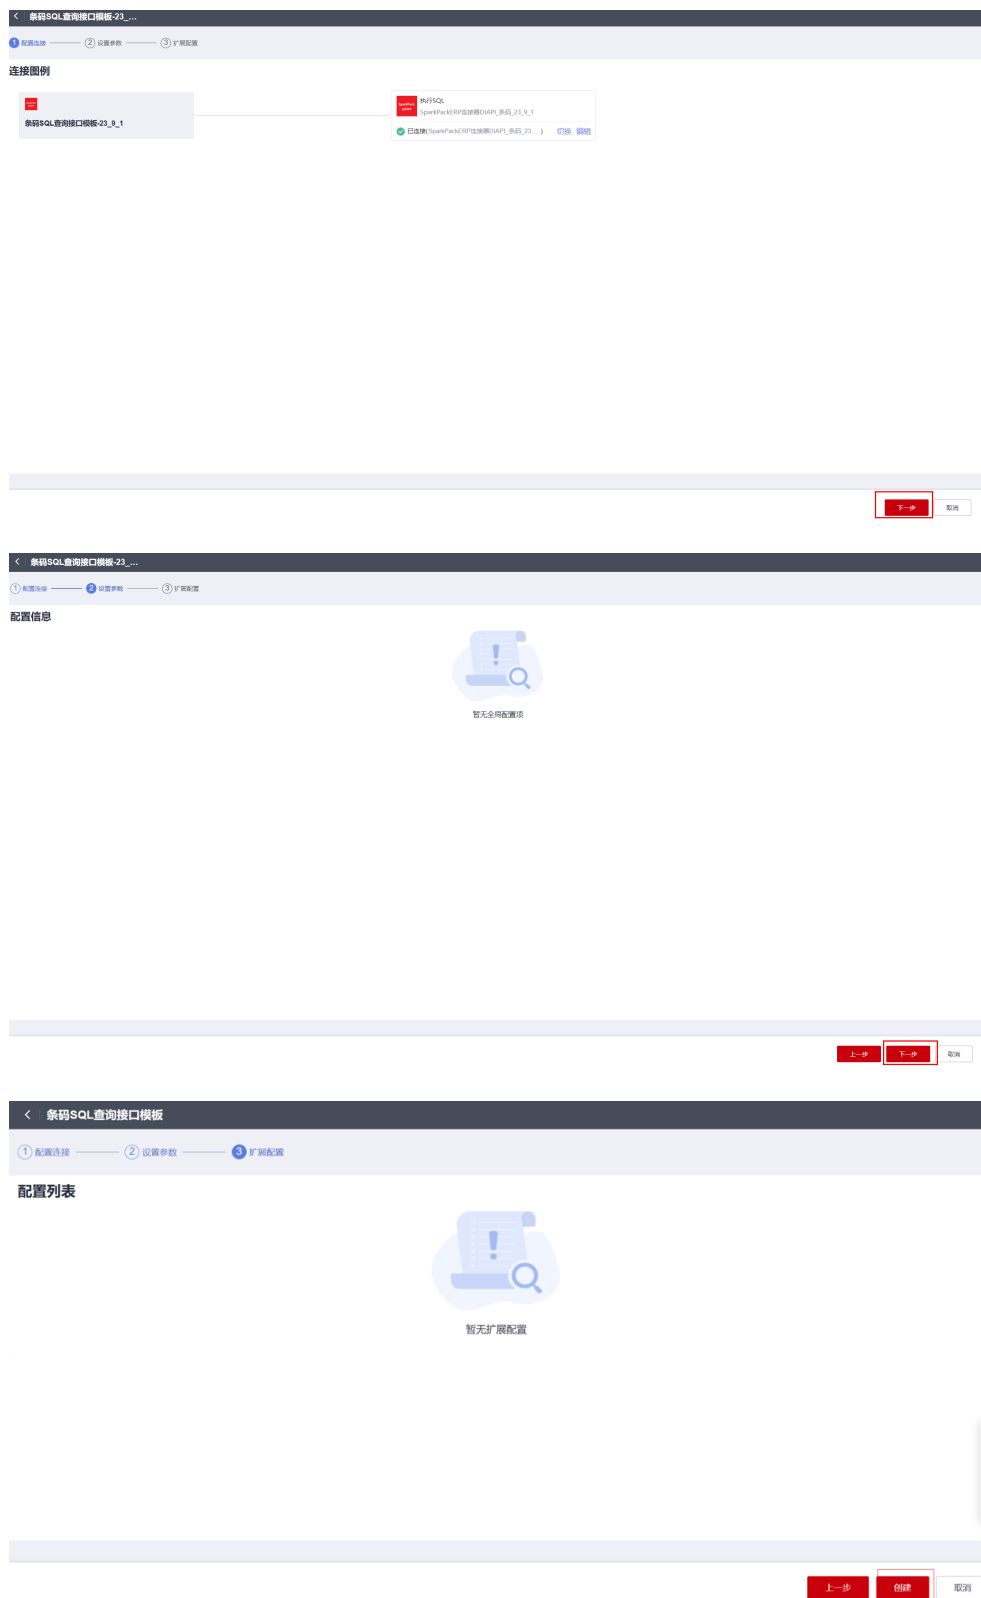 条码SQL查询接口模板-23_...
1 配置连接 2 设置参数 3 扩展配置
连接图例
条码SQL查询接口模板-23_9_1
执行SQL
SparkPackERP连接器DIAPI_条码_23_9_1
已连接(SparkPackERP连接器DIAPI_条码_23... ) 切换 编辑
下一步 取消
条码SQL查询接口模板-23_...
1 配置连接 2 设置参数 3 扩展配置
配置信息
暂无全局配置项
上一步 下一步 取消
条码SQL查询接口模板
1 配置连接 2 设置参数 3 扩展配置
配置列表
暂无扩展配置
上一步 创建 取消